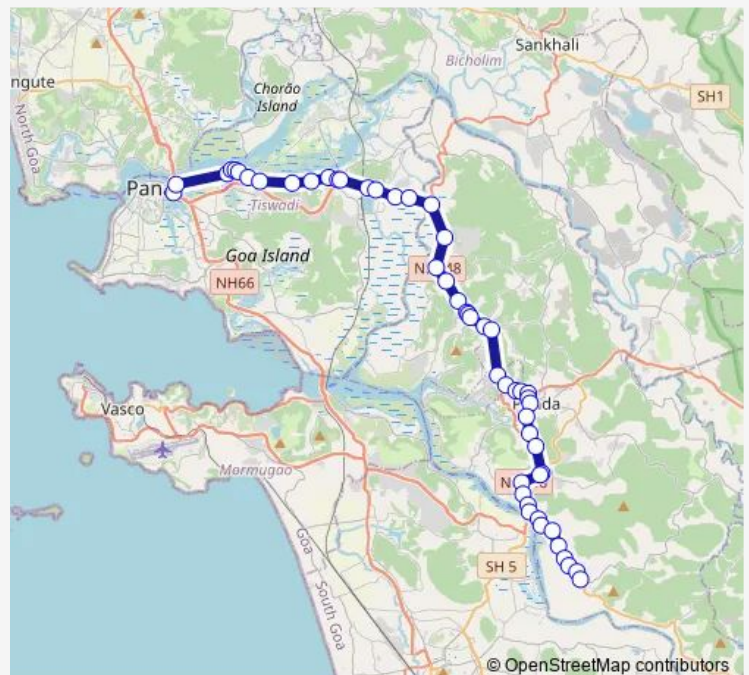 Sankhali
Bicholim
ngute
Chorão
Island
SH1
North Goa
Pana
Tiswadi
Goa Island
NH66
Vasco
Mormugao
Goa
South Goa
SH 5
© OpenStreetMap contributors